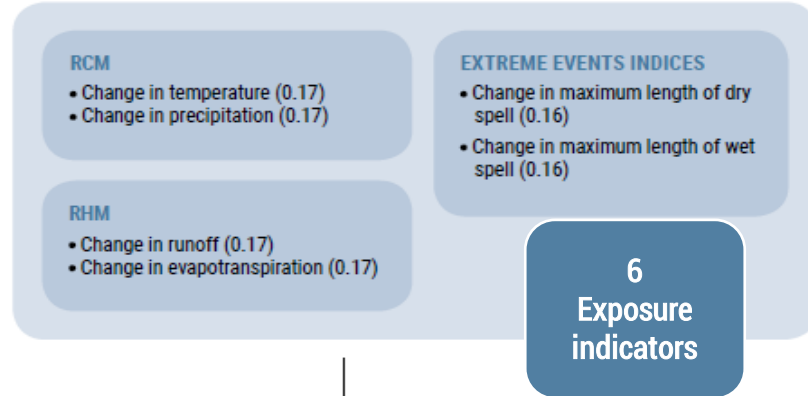 RCM
• Change in temperature (0.17)
• Change in precipitation (0.17)
EXTREME EVENTS INDICES
• Change in maximum length of dry
spell (0.16)
• Change in maximum length of wet
spell (0.16)
RHM
• Change in runoff (0.17)
• Change in evapotranspiration (0.17)
6
Exposure
indicators